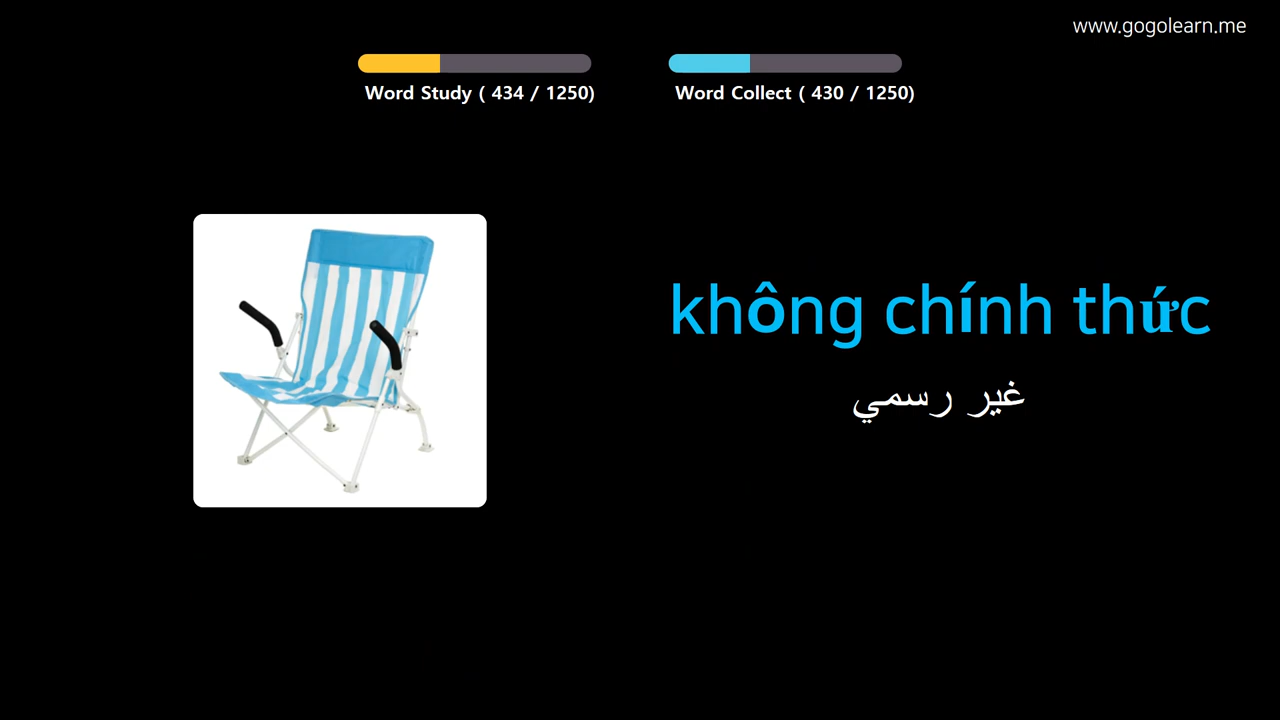 www.gogolearn.me
Word Study ( 434 / 1250)
Word Collect ( 430 / 1250)
không chính thức
غير رسمي